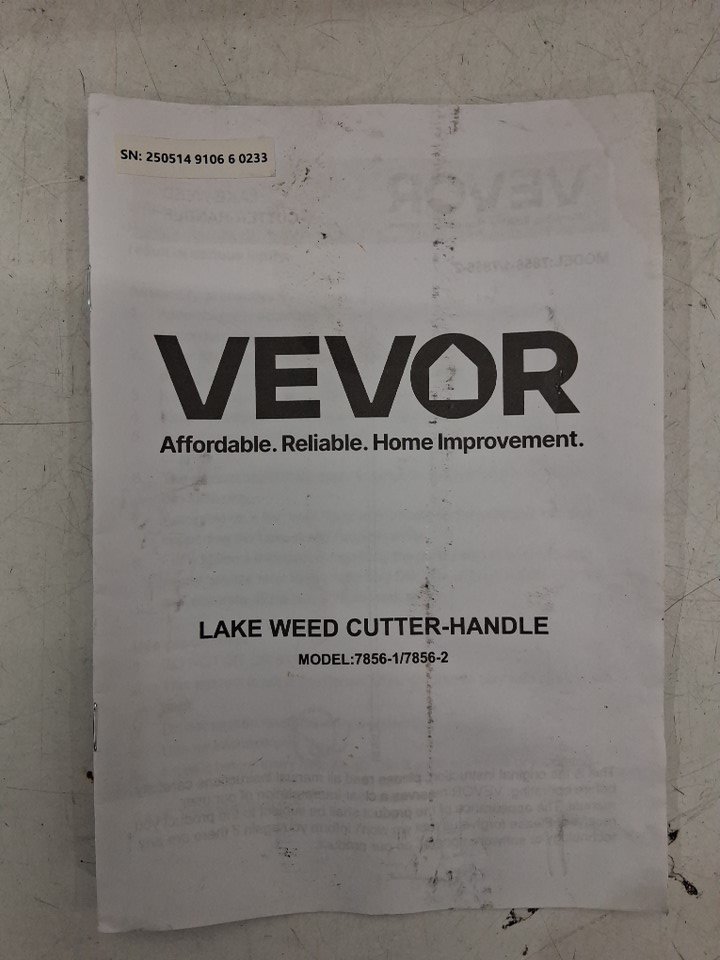 SN: 250514 9106 6 0233
VEVOR
Affordable. Reliable. Home Improvement.
LAKE WEED CUTTER-HANDLE
MODEL:7856-1/7856-2